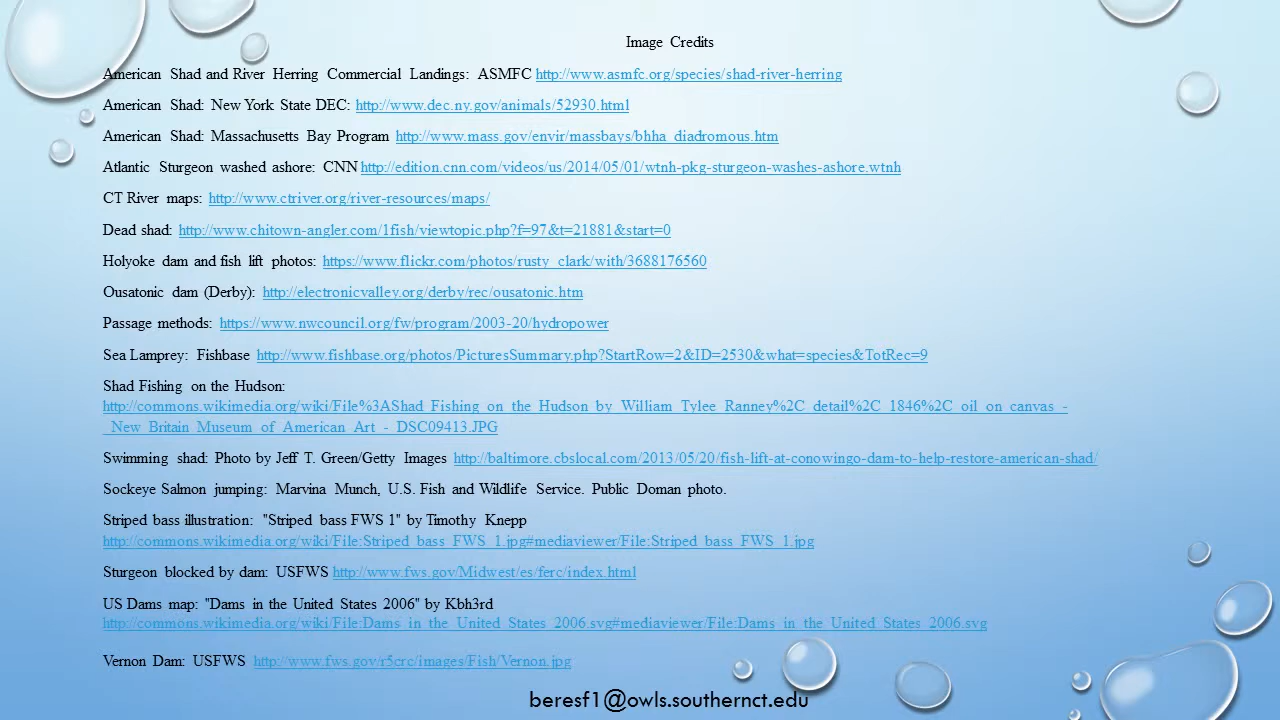 Image Credits
American Shad and River Herring Commercial Landings: ASMFC http://www.asmfc.org/species/shad-river-herring
American Shad: New York State DEC: http://www.dec.ny.gov/animals/52930.html
American Shad: Massachusetts Bay Program http://www.mass.gov/envir/massbays/bhha_diadromous.htm
Atlantic Sturgeon washed ashore: CNN http://edition.cnn.com/videos/us/2014/05/01/wtnh-pkg-sturgeon-washes-ashore.wtnh
CT River maps: http://www.ctriver.org/river-resources/maps/
Dead shad: http://www.chitown-angler.com/1fish/viewtopic.php?f=97&t=21881&start=0
Holyoke dam and fish lift photos: https://www.flickr.com/photos/rusty_clark/with/3688176560
Ousatonic dam (Derby): http://electronicvalley.org/derby/rec/ousatonic.htm
Passage methods: https://www.nwcouncil.org/fw/program/2003-20/hydropower
Sea Lamprey: Fishbase http://www.fishbase.org/photos/PicturesSummary.php?StartRow=2&ID=2530&what=species&TotRec=9
Shad Fishing on the Hudson:
http://commons.wikimedia.org/wiki/File%3AShad_Fishing_on_the_Hudson_by_William_Tylee_Ranney%2C_detail%2C_1846%2C_oil_on_canvas_-
_New_Britain_Museum_of_American_Art_-_DSC09413.JPG
Swimming shad: Photo by Jeff T. Green/Getty Images http://baltimore.cbslocal.com/2013/05/20/fish-lift-at-conowingo-dam-to-help-restore-american-shad/
Sockeye Salmon jumping: Marvina Munch, U.S. Fish and Wildlife Service. Public Doman photo.
Striped bass illustration: "Striped bass FWS 1" by Timothy Knepp
http://commons.wikimedia.org/wiki/File:Striped_bass_FWS_1.jpg#mediaviewer/File:Striped_bass_FWS_1.jpg
Sturgeon blocked by dam: USFWS http://www.fws.gov/Midwest/es/ferc/index.html
US Dams map: "Dams in the United States 2006" by Kbh3rd
http://commons.wikimedia.org/wiki/File:Dams_in_the_United_States_2006.svg#mediaviewer/File:Dams_in_the_United_States_2006.svg
Vernon Dam: USFWS http://www.fws.gov/r5crc/images/Fish/Vernon.jpg
beresf1@owls.southernct.edu